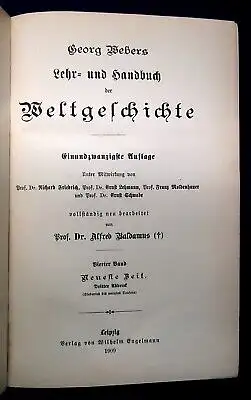 Georg Webers
Lehr- und Handbuch
der
Weltgeschichte
Einundzwanzigste Auflage
Unter Mitwirkung von
Prof. Dr. Richard Friedrich, Prof. Dr. Ernst Lehmann, Prof. Franz Moldenhauer
und Prof. Dr. Ernst Schwabe
vollständig neu bearbeitet
von
Prof. Dr. Alfred Baldamus (†)
Vierter Band
Neueste Zeit.
Dritter Abdruck
Leipzig
Verlag von Wilhelm Engelmann
1909